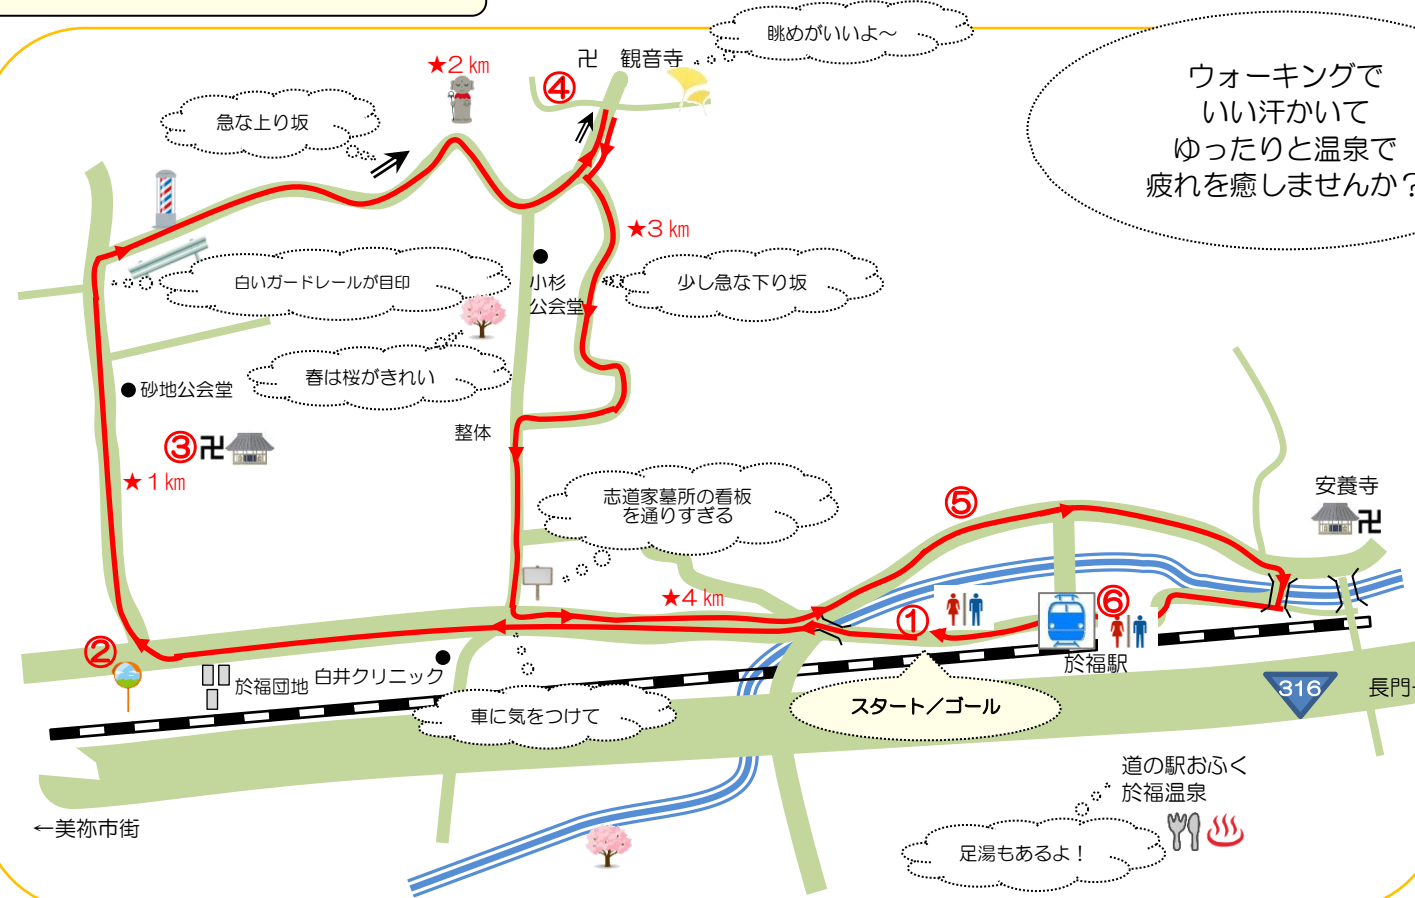 眺めがいいよ～
ウォーキングで
いい汗かいて
ゆったりと温泉で
疲れを癒しませんか？
★２㎞
卍　観音寺
④
急な上り坂
★３㎞
白いガードレールが目印
小杉
公会堂
少し急な下り坂
春は桜がきれい
砂地公会堂
整体
③卍
★１㎞
志道家墓所の看板
を通りすぎる
⑤
安養寺
卍
★４㎞
①
⑥
②
於福団地
白井クリニック
於福駅
316
長門
車に気をつけて
スタート／ゴール
道の駅おふく
於福温泉
←美祢市街
足湯もあるよ！